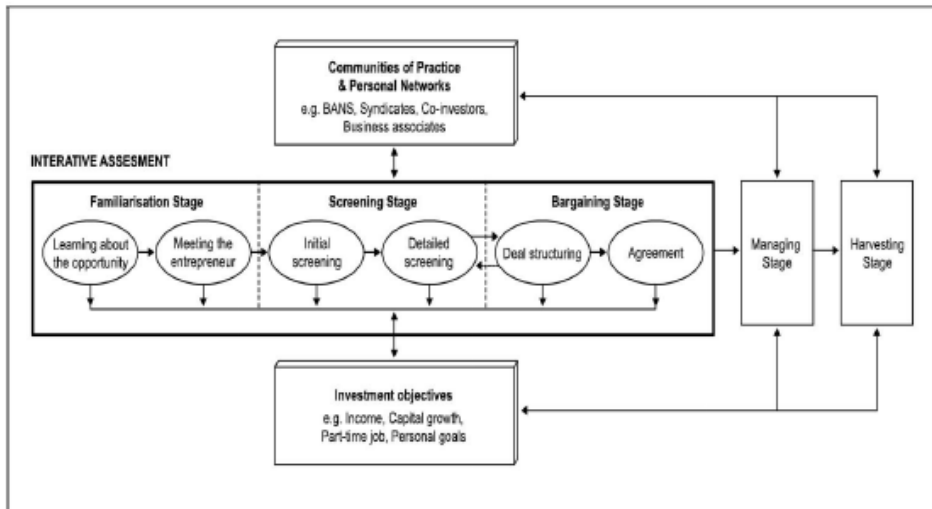 Communities of Practice
& Personal Networks
e.g. BANS, Syndicates, Co-investors,
Business associates
INTERATIVE ASSESMENT
Familiarisation Stage
Screening Stage
Bargaining Stage
Learning about
the opportunity
Meeting the
entrepreneur
Initial
screening
Detailed
screening
Deal structuring
Agreement
Managing
Stage
Harvesting
Stage
Investment objectives
e.g. Income, Capital growth,
Part-time job, Personal goals